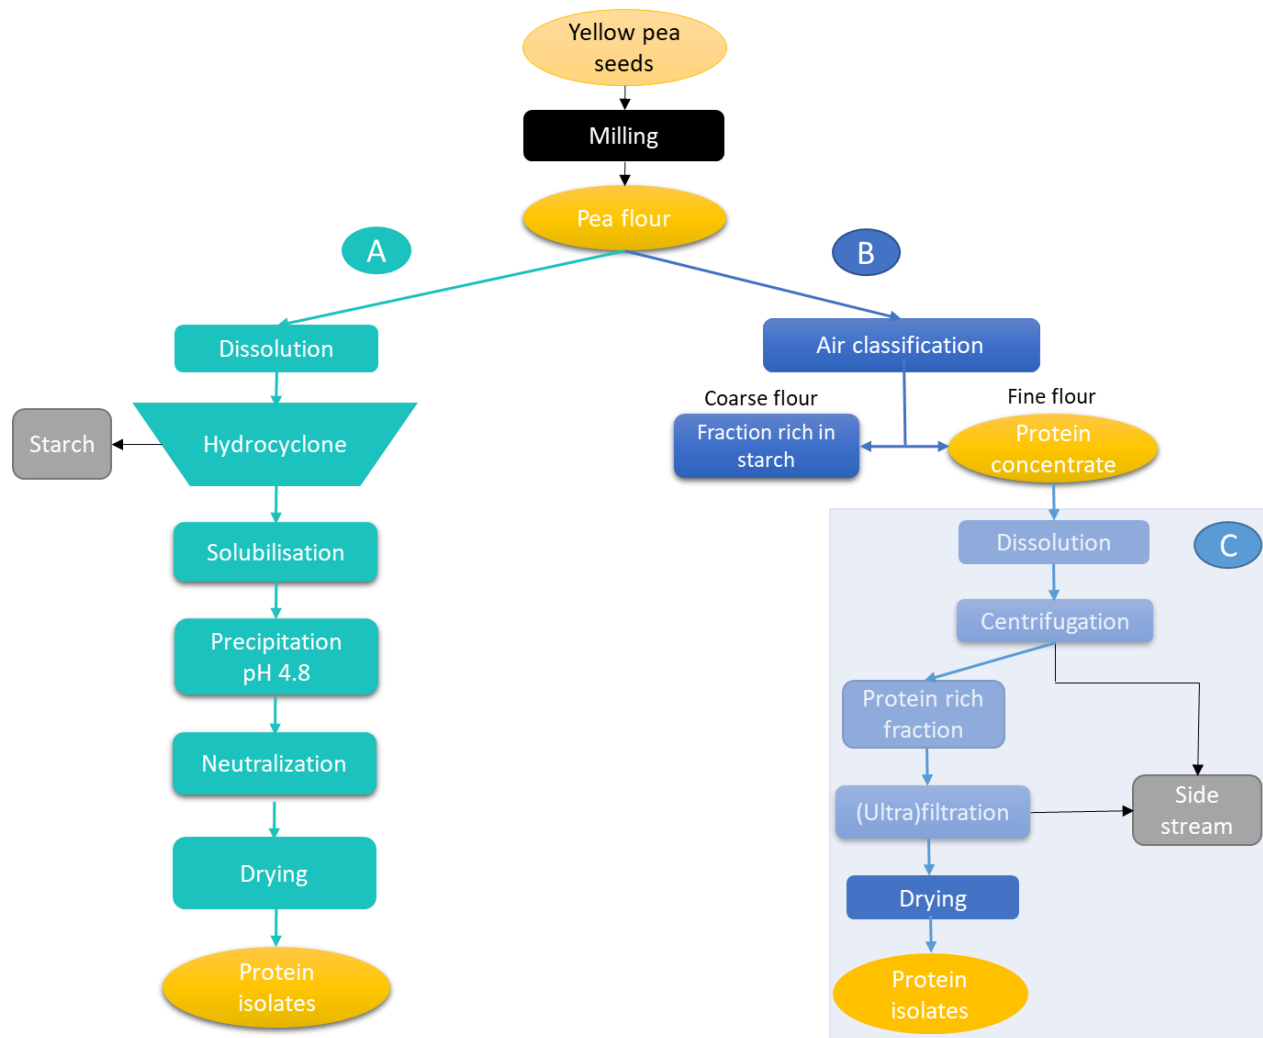 Yellow pea
seeds
Milling
Pea flour
A
B
Dissolution
Hydrocyclone
Starch
Solubilisation
Precipitation
pH 4.8
Neutralization
Drying
Protein
isolates
Air classification
Coarse flour
Fraction rich in
starch
Fine flour
Protein
concentrate
C
Dissolution
Centrifugation
Protein rich
fraction
(Ultra)filtration
Side
stream
Drying
Protein
isolates